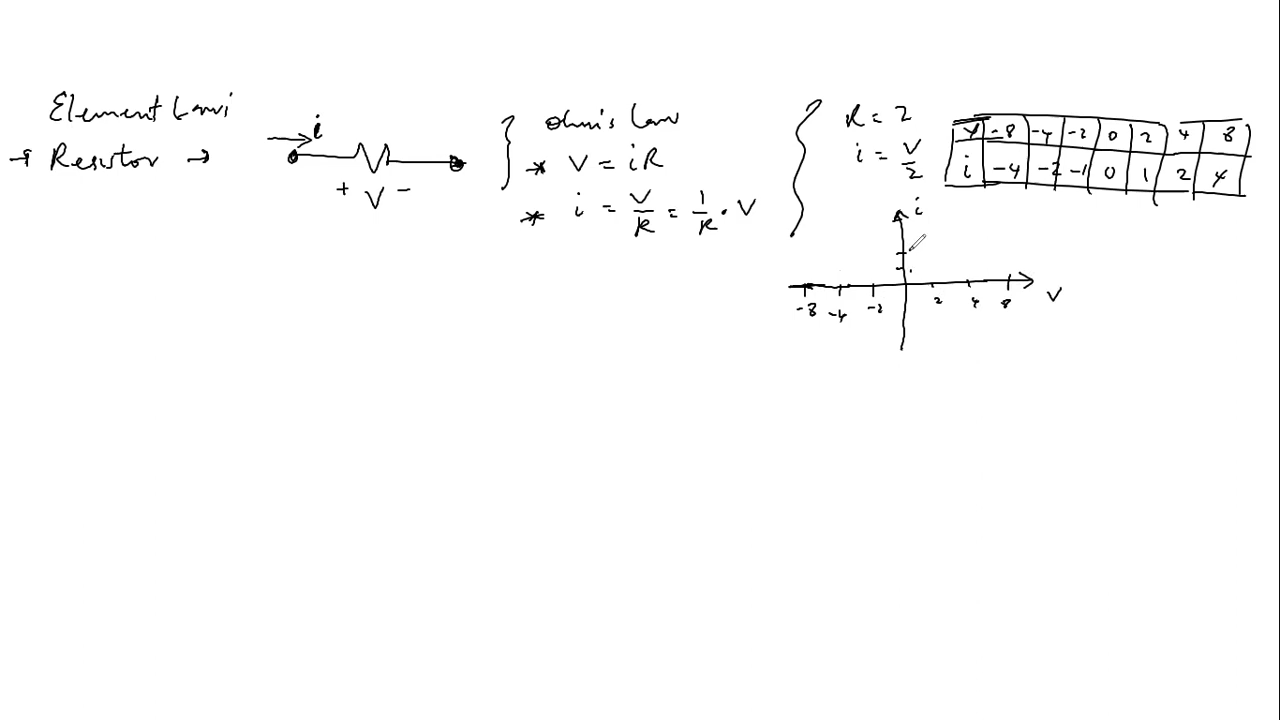 Element Laws
→ Resistor →
i
+ V -
ohm's law
* V = iR
* i = V/R = 1/R · V
R = 2
i = V/2
V -8 -4 -2 0 2 4 8
i -4 -2 -1 0 1 2 4
i
-8 -4 -2 2 4 8
V